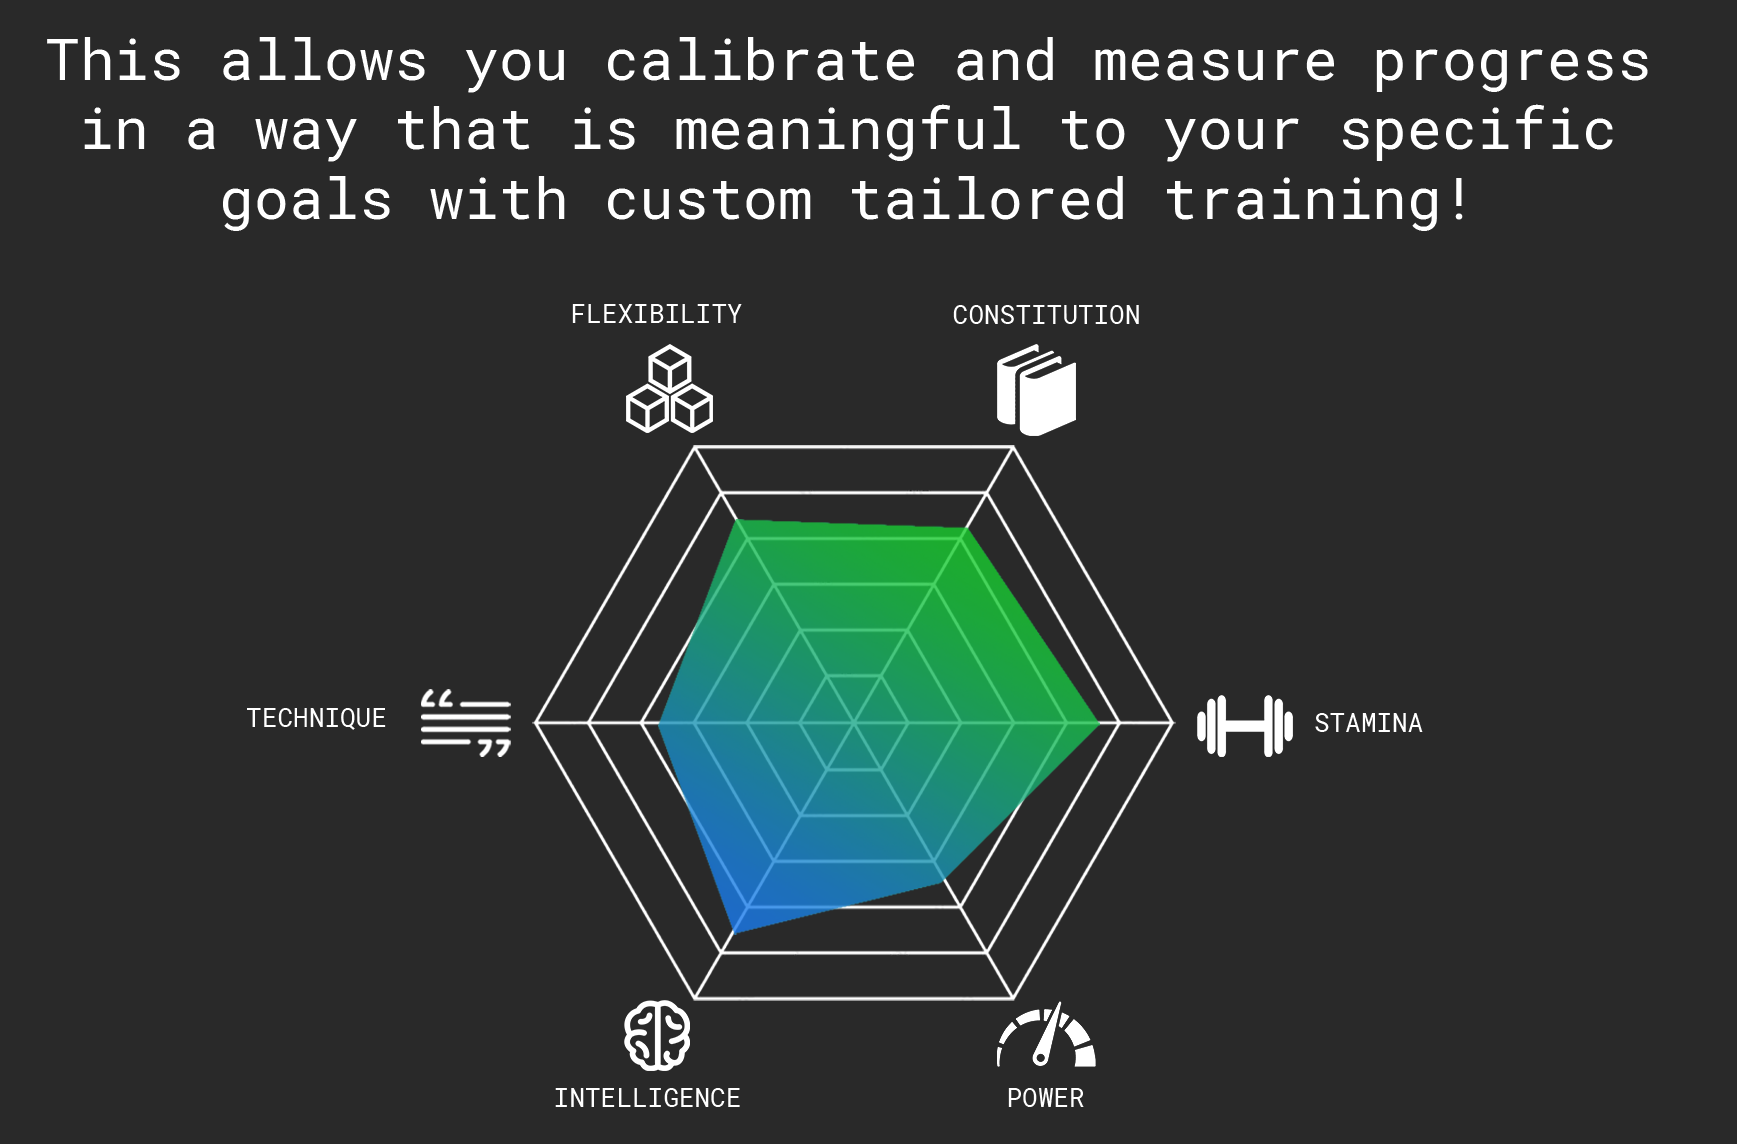 This allows you calibrate and measure progress
in a way that is meaningful to your specific
goals with custom tailored training!
FLEXIBILITY
CONSTITUTION
TECHNIQUE
STAMINA
INTELLIGENCE
POWER